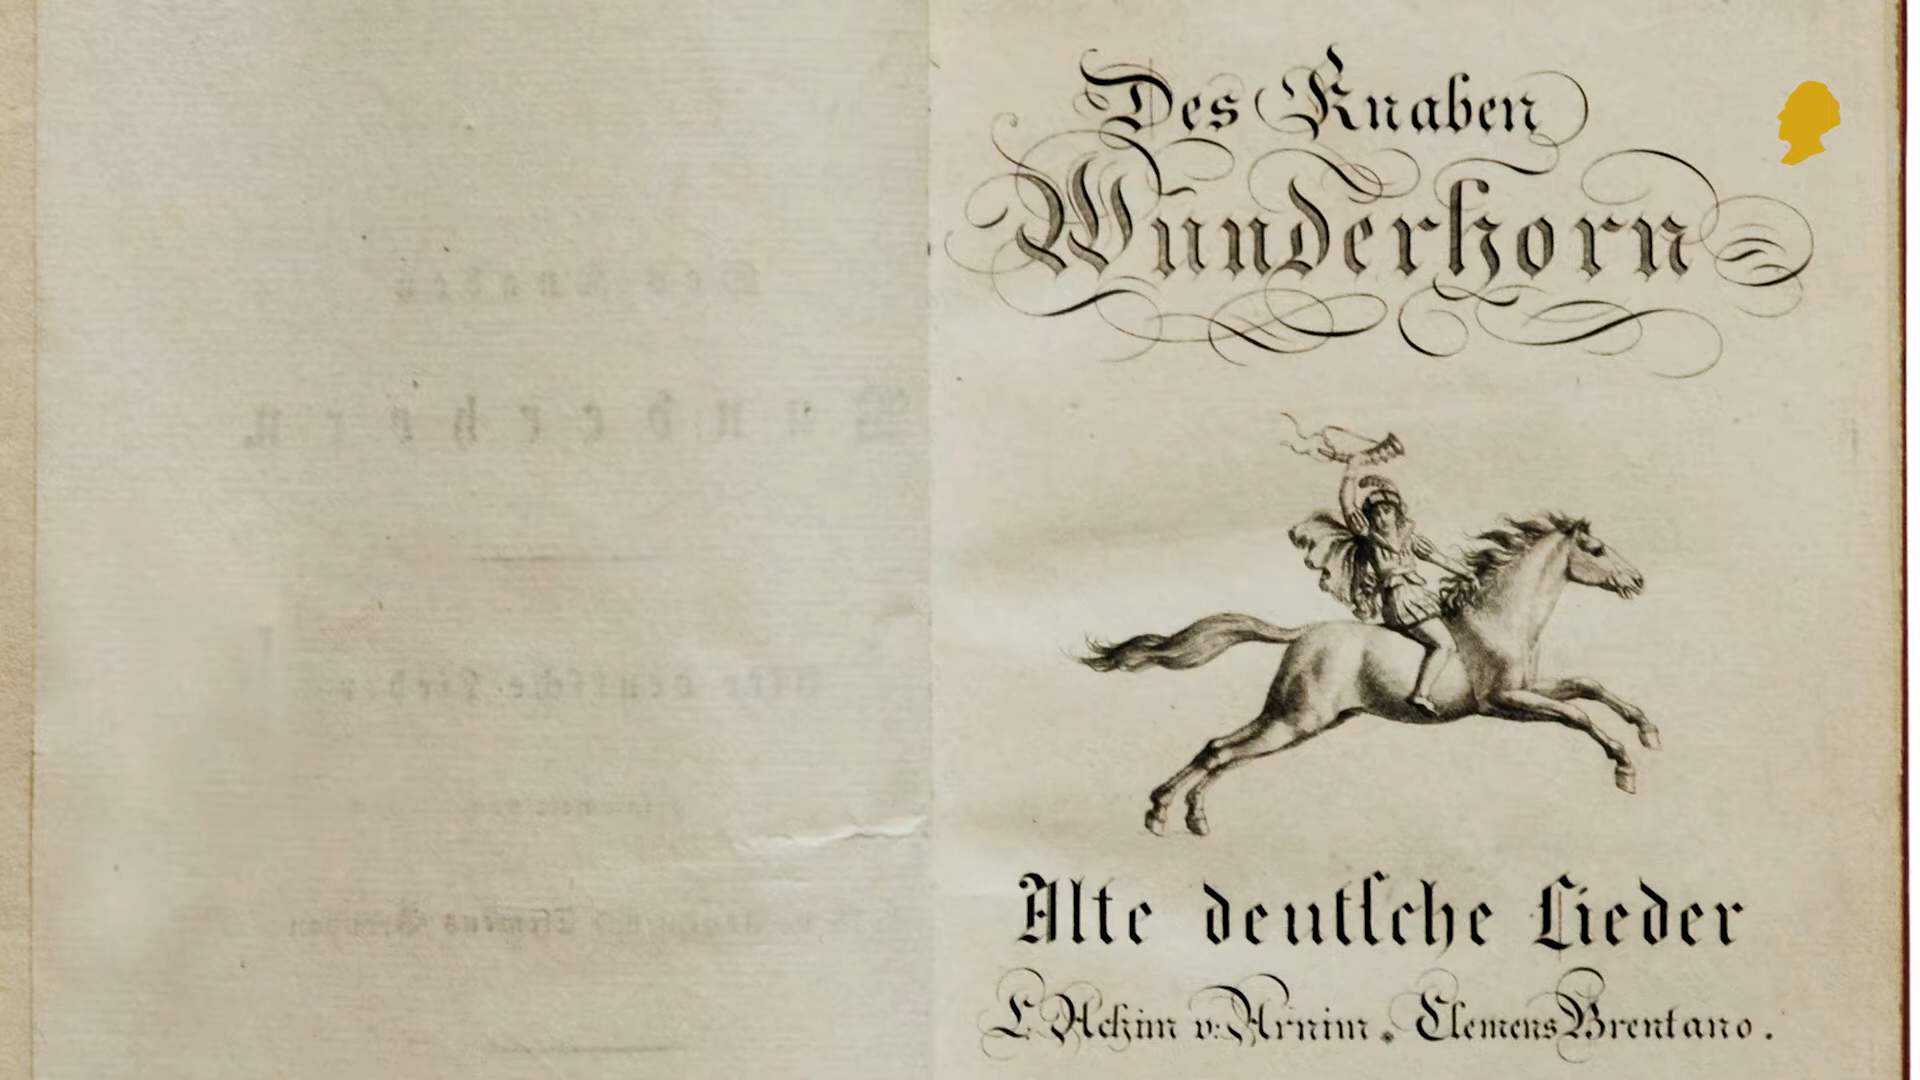 Des Knaben
Wunderhorn
Alte deutsche Lieder
L. Achim v. Arnim. Clemens Brentano.